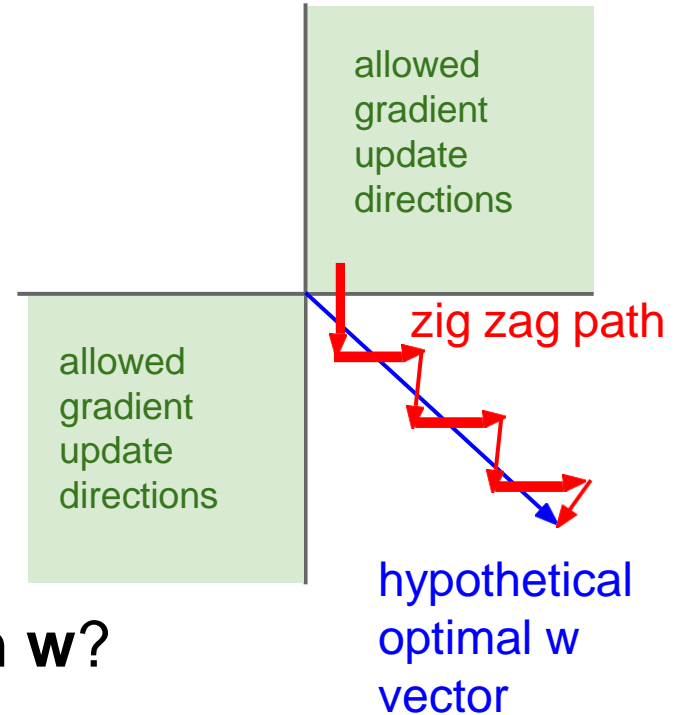 allowed
gradient
update
directions
zig zag path
allowed
gradient
update
directions
hypothetical
optimal w
vector
w?